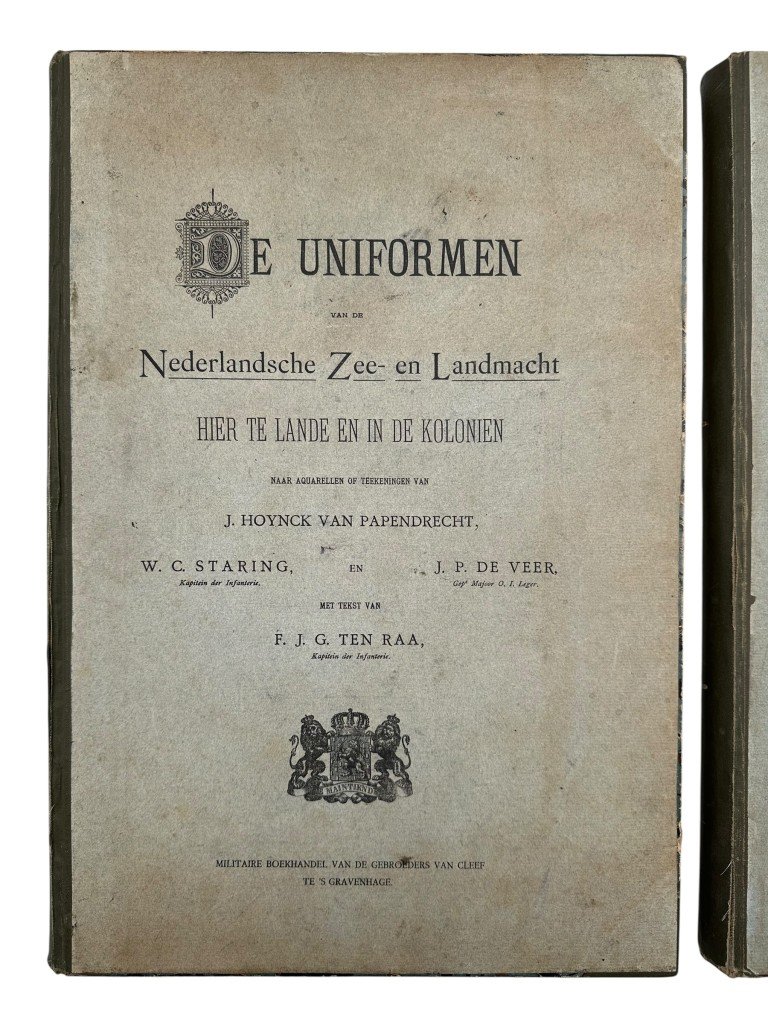 DE UNIFORMEN
VAN DE
Nederlandsche Zee- en Landmacht
HIER TE LANDE EN IN DE KOLONIEN
NAAR AQUARELLEN OF TEEKENINGEN VAN
J. HOYNCK VAN PAPENDRECHT,
W. C. STARING, EN J. P. DE VEER,
Kapitein der Infanterie. Gepd Majoor O. I. Leger.
MET TEKST VAN
F. J. G. TEN RAA,
Kapitein der Infanterie.
MAINTIENDRAI
MILITAIRE BOEKHANDEL VAN DE GEBROEDERS VAN CLEEF
TE 'S GRAVENHAGE.